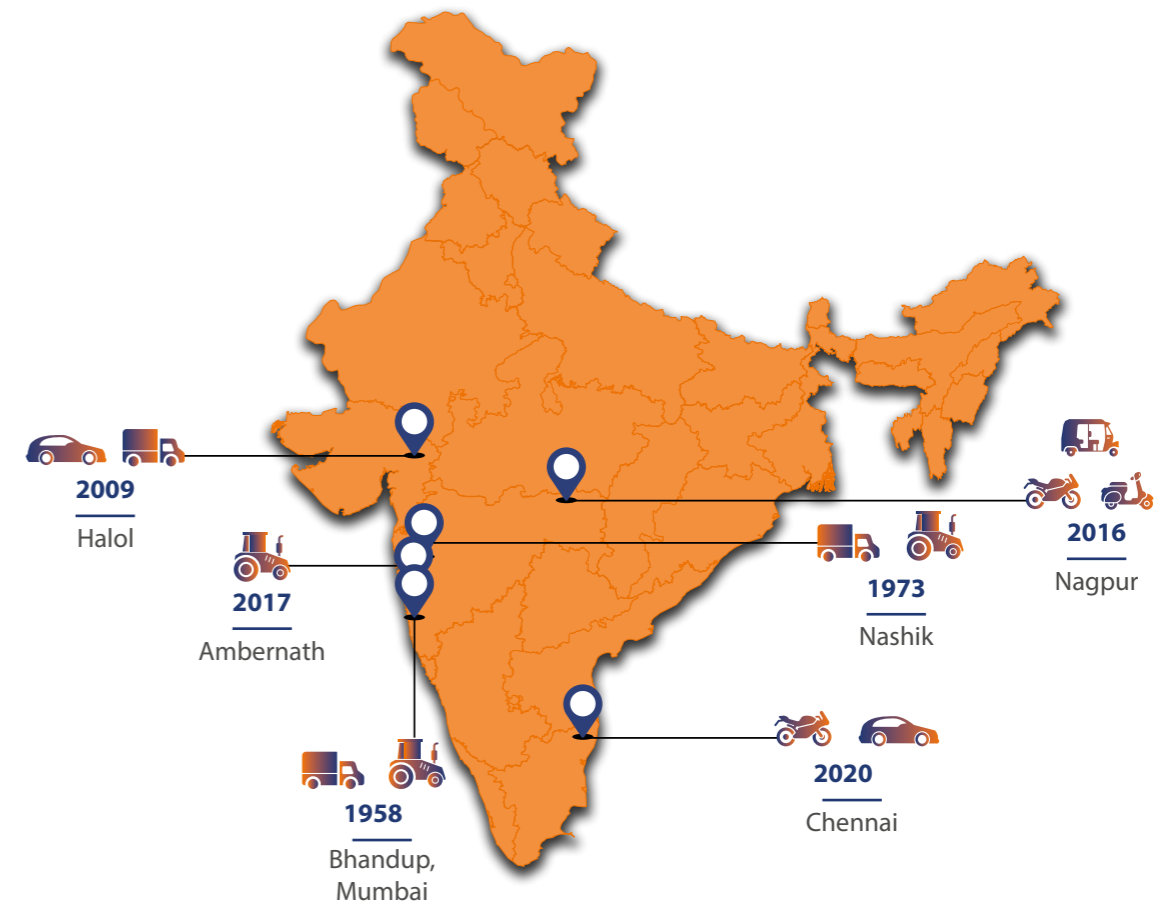 2009
Halol
2016
Nagpur
2017
Ambernath
1973
Nashik
1958
Bhandup,
Mumbai
2020
Chennai